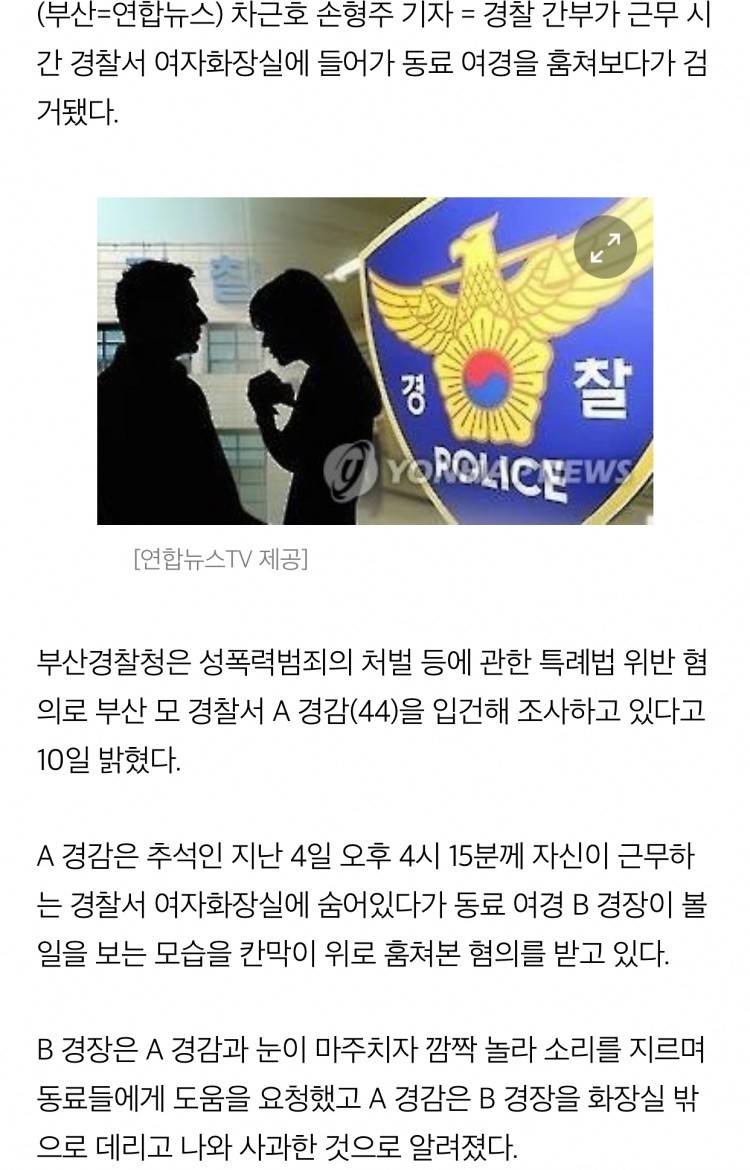 (부산=연합뉴스) 차근호 손형주 기자 = 경찰 간부가 근무 시
간 경찰서 여자화장실에 들어가 동료 여경을 훔쳐보다가 검
거됐다.
경찰
경 찰
POLICE
YONHAP NEWS
[연합뉴스TV 제공]
부산경찰청은 성폭력범죄의 처벌 등에 관한 특례법 위반 혐
의로 부산 모 경찰서 A 경감(44)을 입건해 조사하고 있다고
10일 밝혔다.
A 경감은 추석인 지난 4일 오후 4시 15분께 자신이 근무하
는 경찰서 여자화장실에 숨어있다가 동료 여경 B 경장이 볼
일을 보는 모습을 칸막이 위로 훔쳐본 혐의를 받고 있다.
B 경장은 A 경감과 눈이 마주치자 깜짝 놀라 소리를 지르며
동료들에게 도움을 요청했고 A 경감은 B 경장을 화장실 밖
으로 데리고 나와 사과한 것으로 알려졌다.